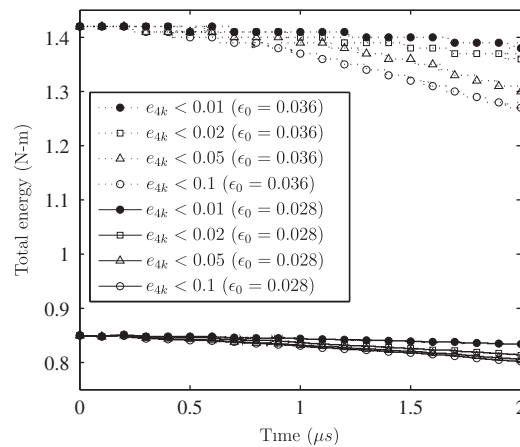 1.4
1.3
1.2
1.1
1
0.9
0.8
Total energy (N-m)
e4k < 0.01 (ϵ0 = 0.036)
e4k < 0.02 (ϵ0 = 0.036)
e4k < 0.05 (ϵ0 = 0.036)
e4k < 0.1 (ϵ0 = 0.036)
e4k < 0.01 (ϵ0 = 0.028)
e4k < 0.02 (ϵ0 = 0.028)
e4k < 0.05 (ϵ0 = 0.028)
e4k < 0.1 (ϵ0 = 0.028)
0 0.5 1 1.5 2
Time (μs)